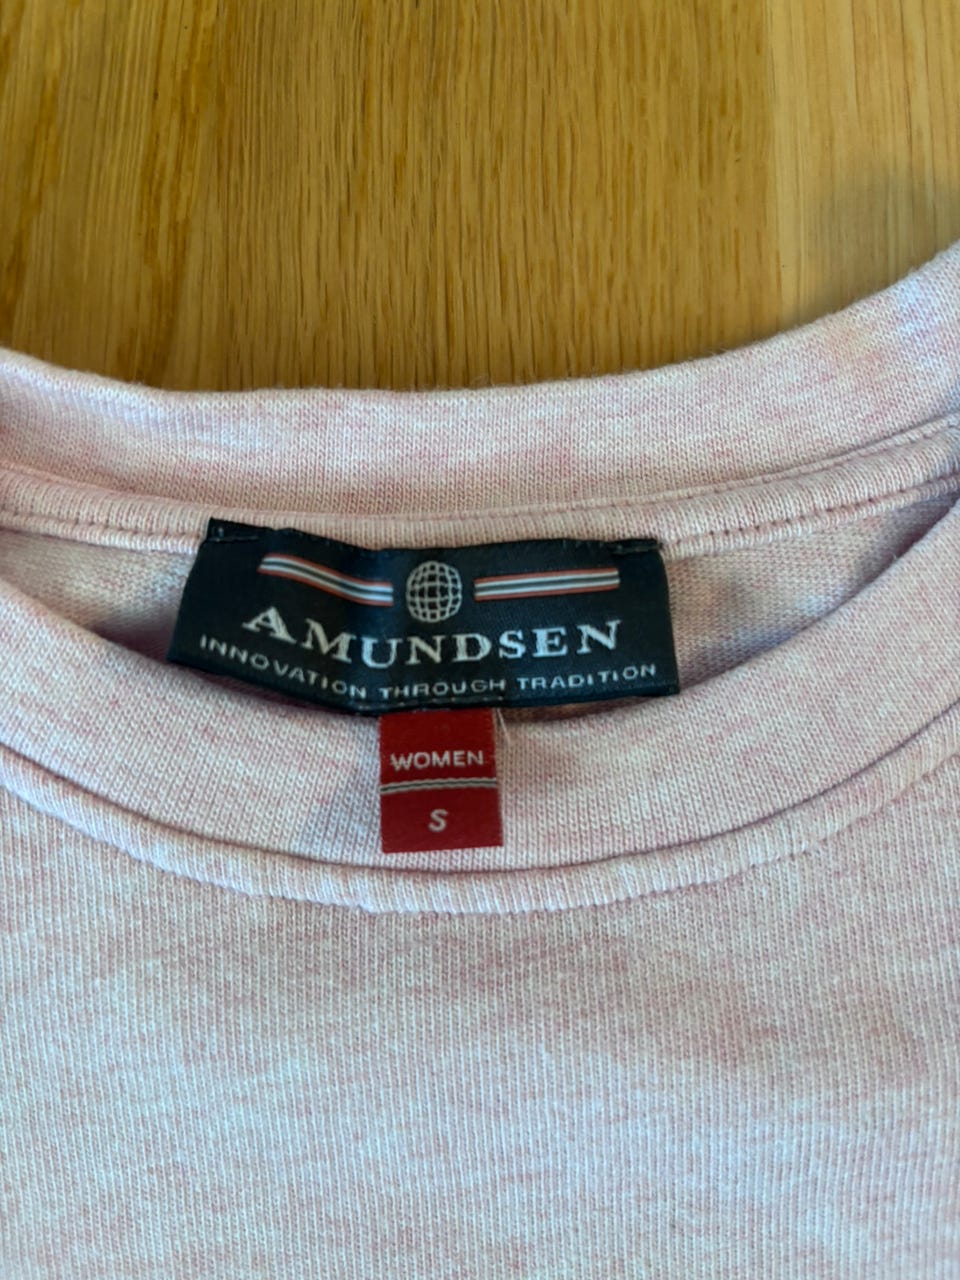 AMUNDSEN
INNOVATION THROUGH TRADITION
WOMEN
S